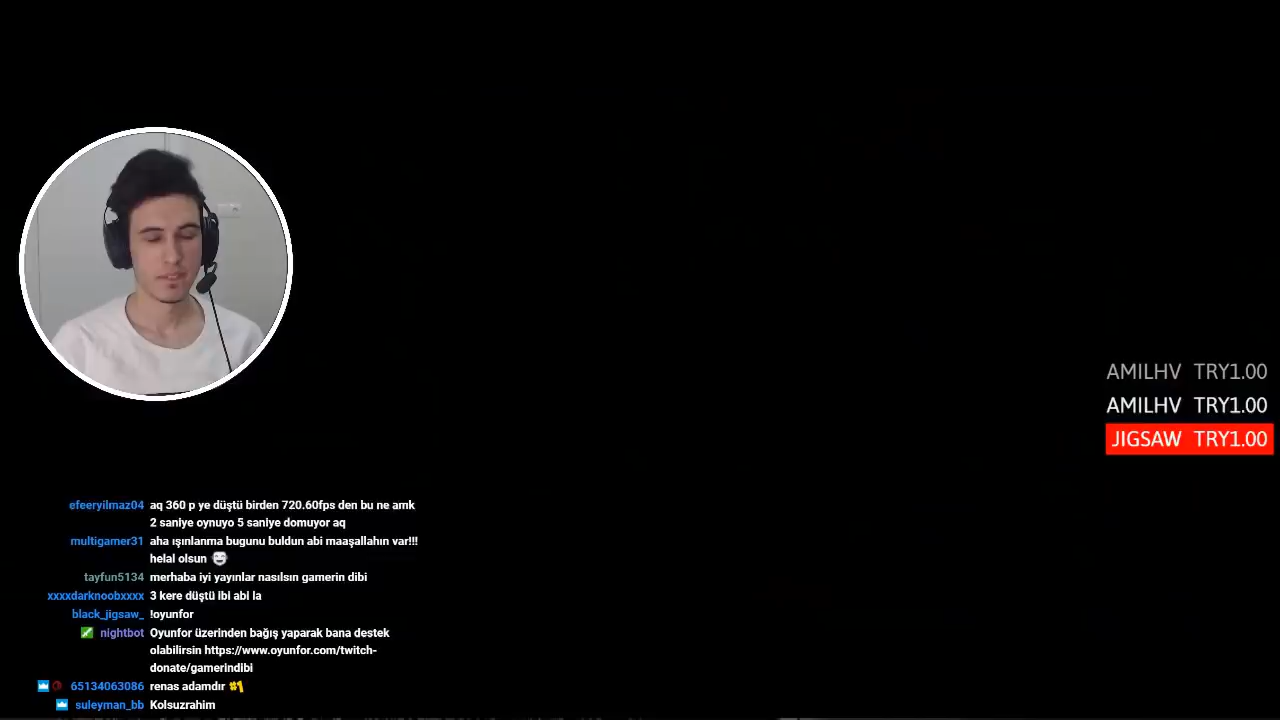 AMILHV TRY1.00
AMILHV TRY1.00
JIGSAW TRY1.00
efeeryilmaz04 aq 360 p ye düştü birden 720.60fps den bu ne amk
2 saniye oynuyo 5 saniye domuyor aq
multigamer31 aha ışınlanma bugunu buldun abi maaşallahın var!!!
helal olsun
tayfun5134 merhaba iyi yayınlar nasılsın gamerin dibi
xxxxdarknoobxxxx 3 kere düştü ibi abi la
black_jigsaw_ !oyunfor
nightbot Oyunfor üzerinden bağış yaparak bana destek
olabilirsin https://www.oyunfor.com/twitch-
donate/gamerindibi
65134063086 renas adamdır #1
suleyman_bb Kolsuzrahim